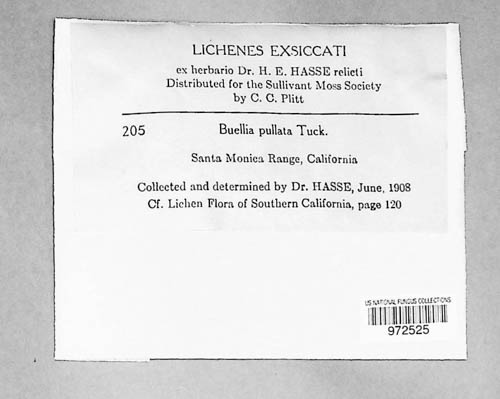 LICHENES EXSICCATI
ex herbario Dr. H. E. HASSE relicti
Distributed for the Sullivant Moss Society
by C. C. Plitt
205 Buellia pullata Tuck.
Santa Monica Range, California
Collected and determined by Dr. HASSE, June, 1908
Cf. Lichen Flora of Southern California, page 120
US NATIONAL FUNGUS COLLECTIONS
972525